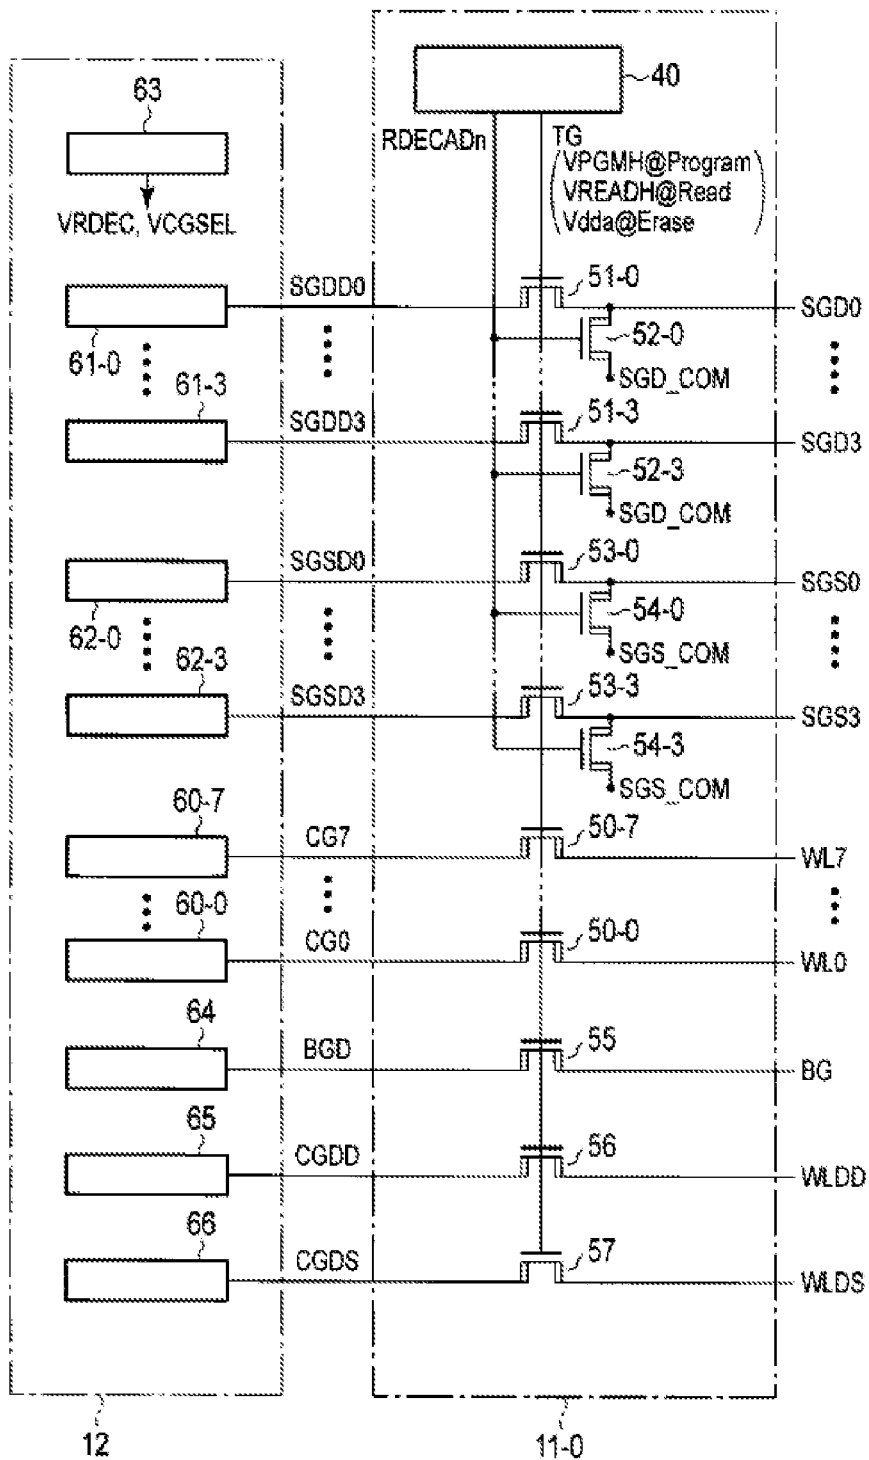 63
40
RDECADn
TG
(VPGMH@Program
VREADH@Read
Vdda@Erase)
VRDEC, VCGSEL
SGDD0
51-0
SGD0
61-0
52-0
SGD_COM
61-3
SGDD3
51-3
SGD3
52-3
SGD_COM
SGSD0
53-0
SGS0
62-0
54-0
SGS_COM
62-3
SGSD3
53-3
SGS3
54-3
SGS_COM
60-7
CG7
50-7
WL7
60-0
CG0
50-0
WL0
64
BGD
55
BG
65
CGDD
56
WLDD
66
CGDS
57
WLDS
12
11-0